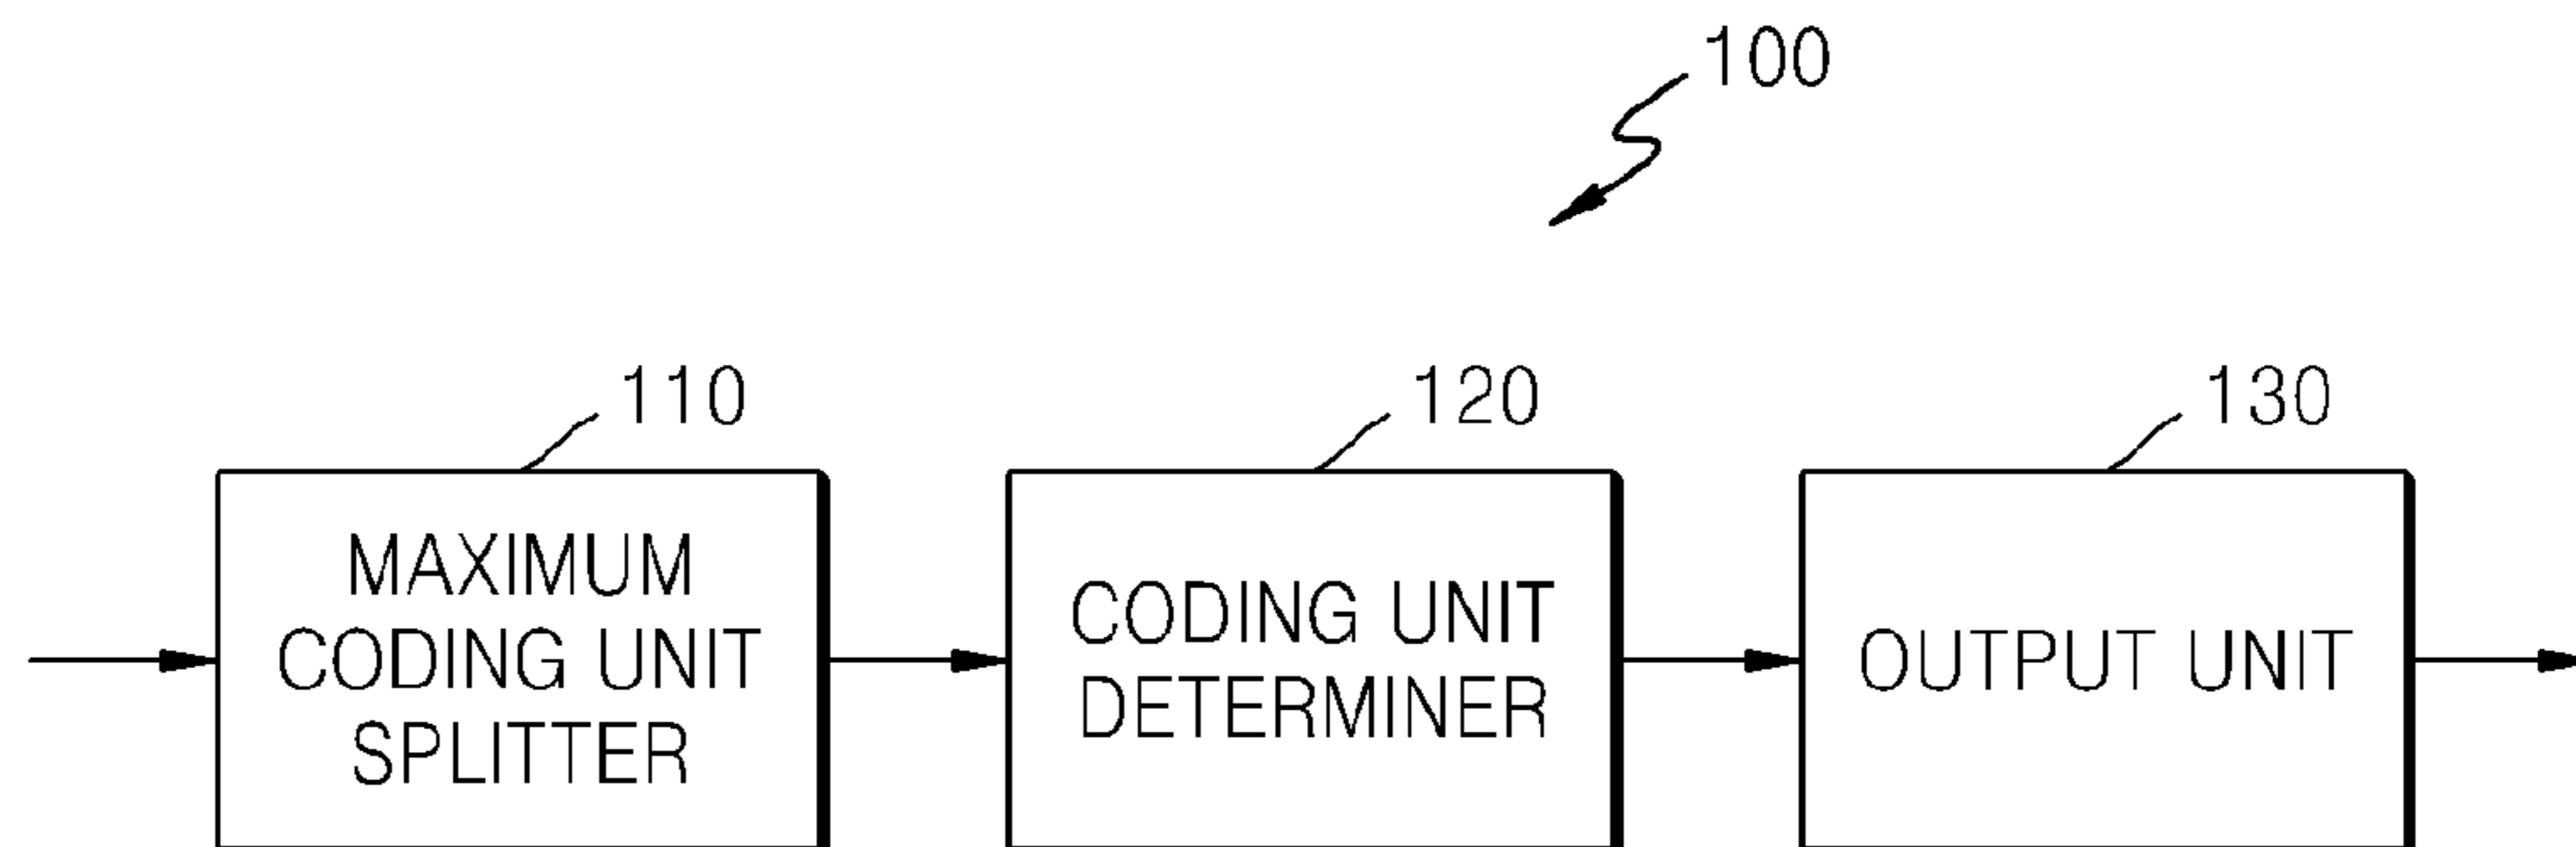 100
110
120
130
MAXIMUM
CODING UNIT
SPLITTER
CODING UNIT
DETERMINER
OUTPUT UNIT